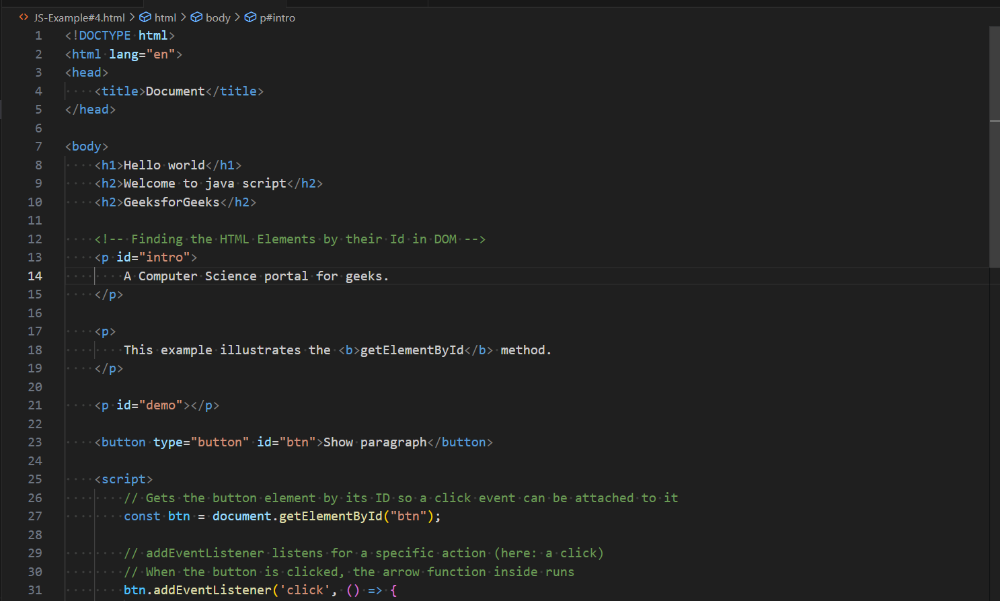 JS-Example#4.html > html > body > p#intro
1 <!DOCTYPE html>
2 <html lang="en">
3 <head>
4     <title>Document</title>
5 </head>
6
7 <body>
8     <h1>Hello world</h1>
9     <h2>Welcome to java script</h2>
10     <h2>GeeksforGeeks</h2>
11
12     <!-- Finding the HTML Elements by their Id in DOM -->
13     <p id="intro">
14         A Computer Science portal for geeks.
15     </p>
16
17     <p>
18         This example illustrates the <b>getElementById</b> method.
19     </p>
20
21     <p id="demo"></p>
22
23     <button type="button" id="btn">Show paragraph</button>
24
25     <script>
26         // Gets the button element by its ID so a click event can be attached to it
27         const btn = document.getElementById("btn");
28
29         // addEventListener listens for a specific action (here: a click)
30         // When the button is clicked, the arrow function inside runs
31         btn.addEventListener('click', () => {